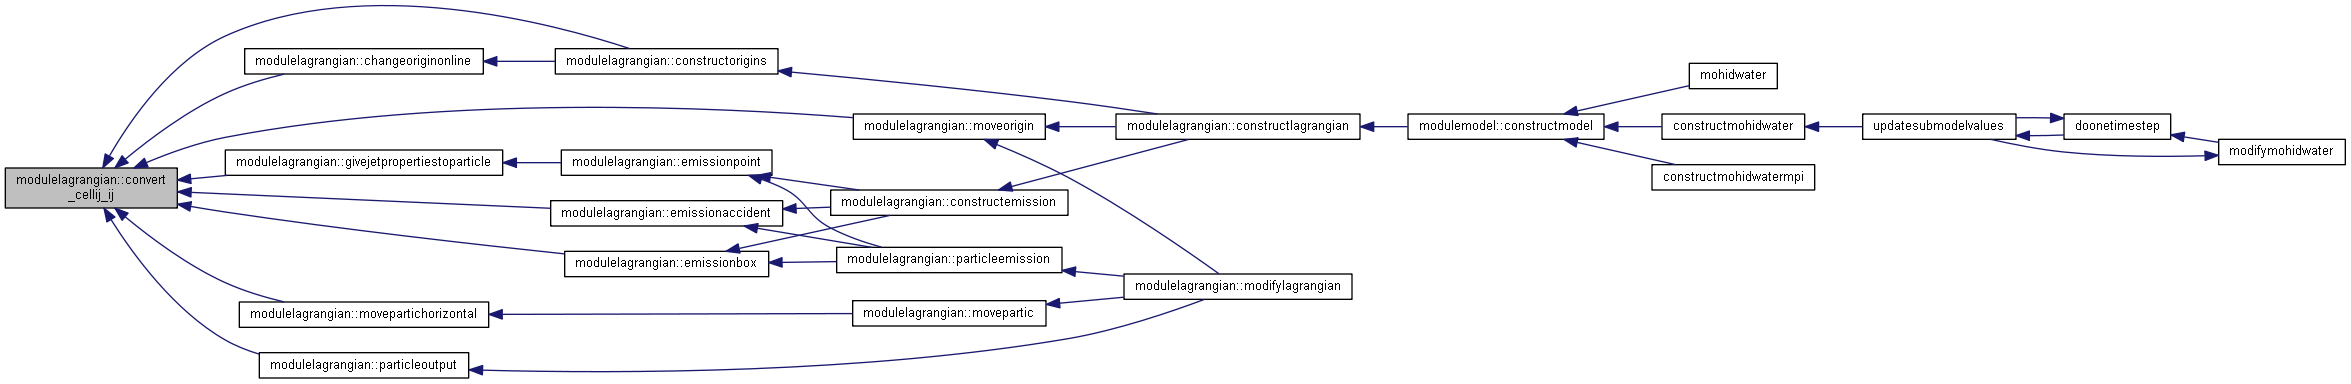 modulelagrangian::convert
_cellij_ij
modulelagrangian::changeoriginonline
modulelagrangian::constructorigins
modulelagrangian::moveorigin
modulelagrangian::givejetpropertiestoparticle
modulelagrangian::emissionpoint
modulelagrangian::emissionaccident
modulelagrangian::emissionbox
modulelagrangian::constructemission
modulelagrangian::particleemission
modulelagrangian::movepartichorizontal
modulelagrangian::movepartic
modulelagrangian::particleoutput
modulelagrangian::constructlagrangian
modulelagrangian::modifylagrangian
modulemodel::constructmodel
mohidwater
constructmohidwater
constructmohidwatermpi
updatesubmodelvalues
doonetimestep
modifymohidwater